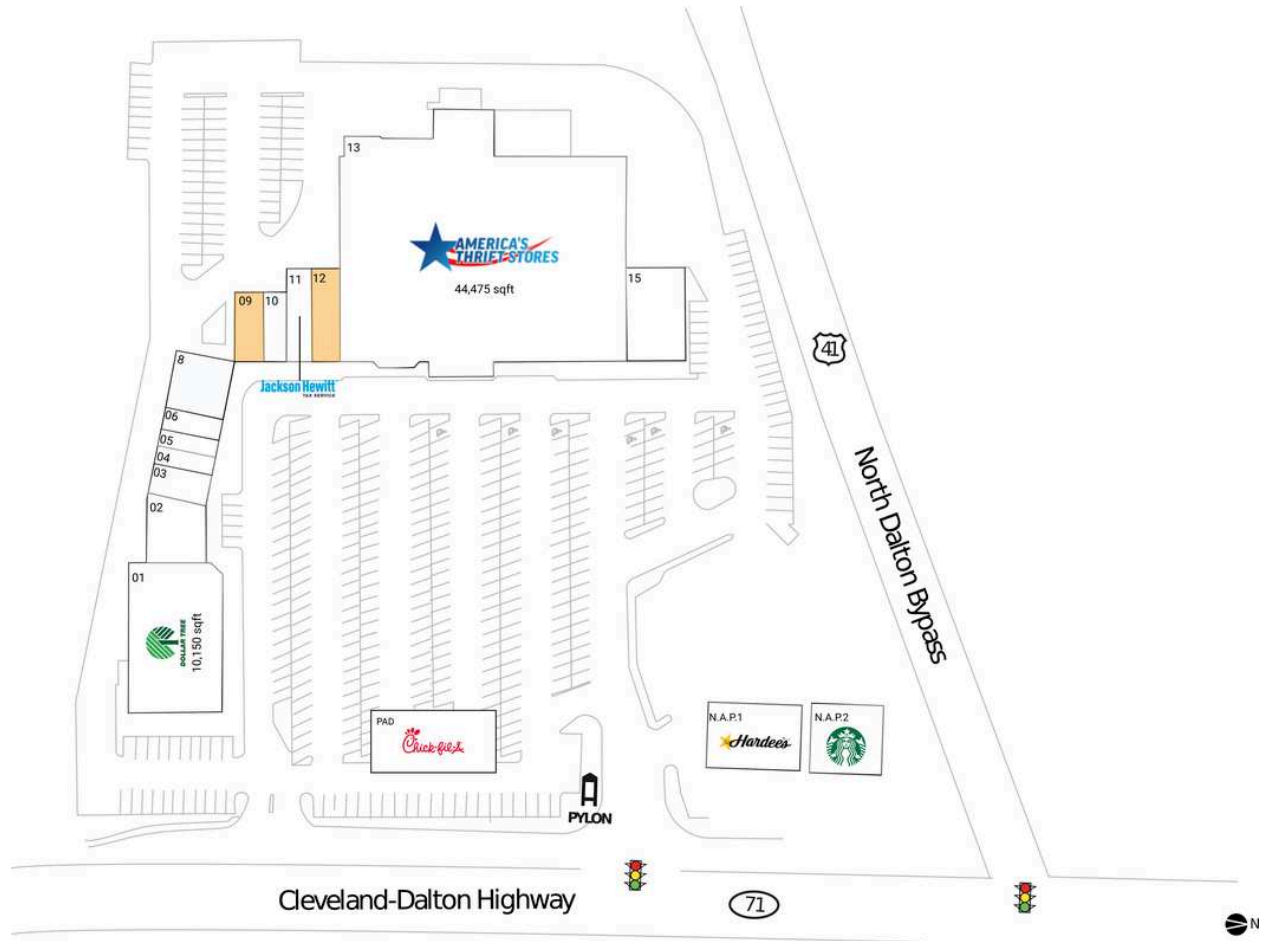 13
AMERICA'S
THRIFT STORES
44,475 sqft
15
11
12
09
10
Jackson Hewitt
TAX SERVICE
8
06
05
04
03
02
01
DOLLAR TREE
10,150 sqft
41
North Dalton Bypass
PAD
Chick-fil-A
N.A.P.1
Hardee's
N.A.P.2
PYLON
Cleveland-Dalton Highway
71
N